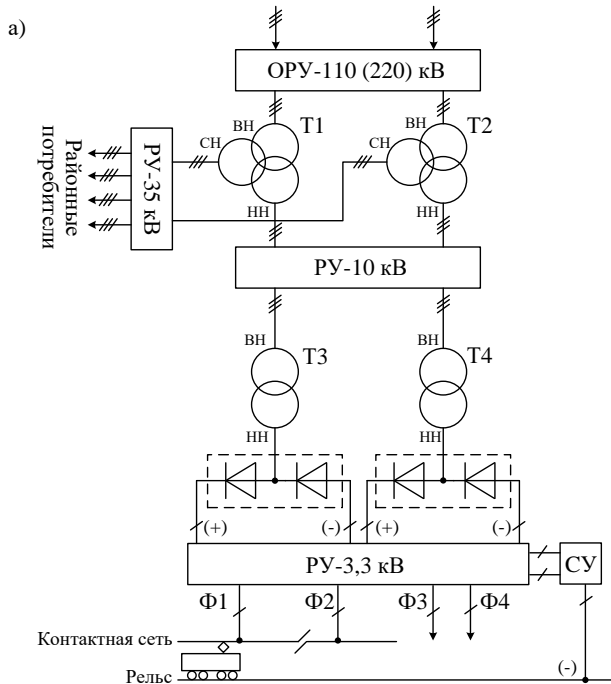 а)
ОРУ-110 (220) кВ
Т1
Т2
ВН
ВН
СН
СН
НН
НН
Районные
потребители
РУ-35 кВ
РУ-10 кВ
ВН
Т3
ВН
Т4
НН
НН
(+)
(-)
(+)
(-)
РУ-3,3 кВ
СУ
Ф1
Ф2
Ф3
Ф4
Контактная сеть
Рельс
(-)